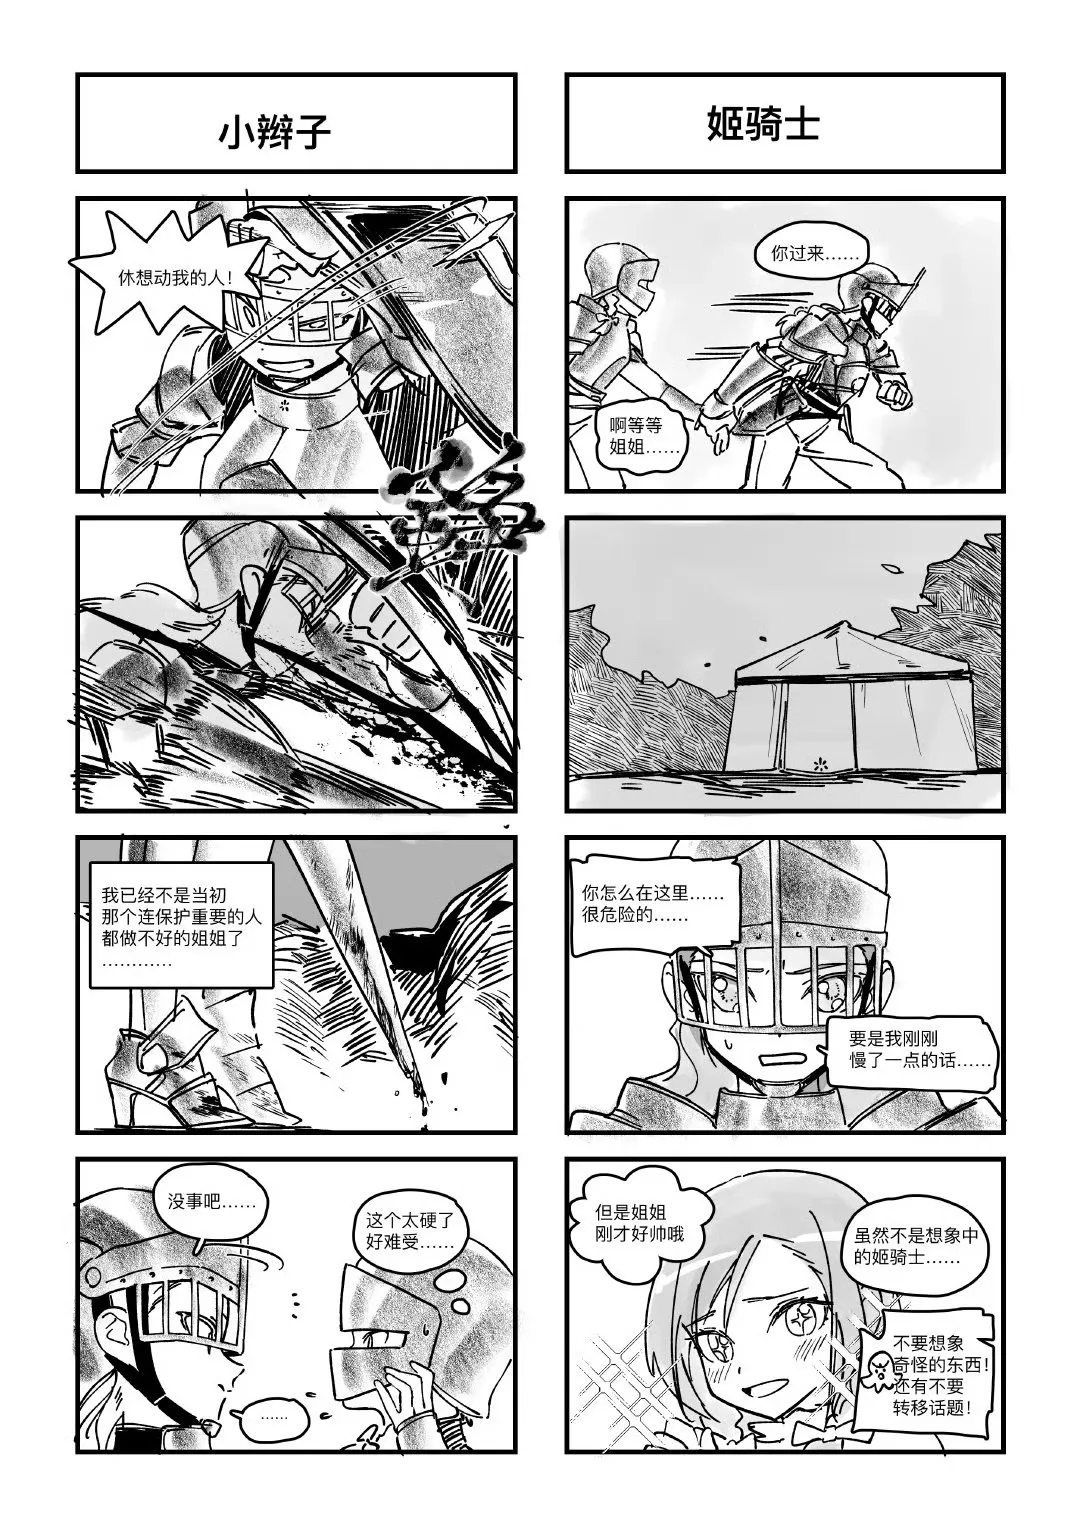 小辫子
休想动我的人！
我已经不是当初
那个连保护重要的人
都做不好的姐姐了
…………
没事吧……
这个太硬了
好难受……
……
姬骑士
你过来……
啊等等
姐姐……
你怎么在这里……
很危险的……
要是我刚刚
慢了一点的话……
但是姐姐
刚才好帅哦
虽然不是想象中
的姬骑士……
不要想象
奇怪的东西！
还有不要
转移话题！